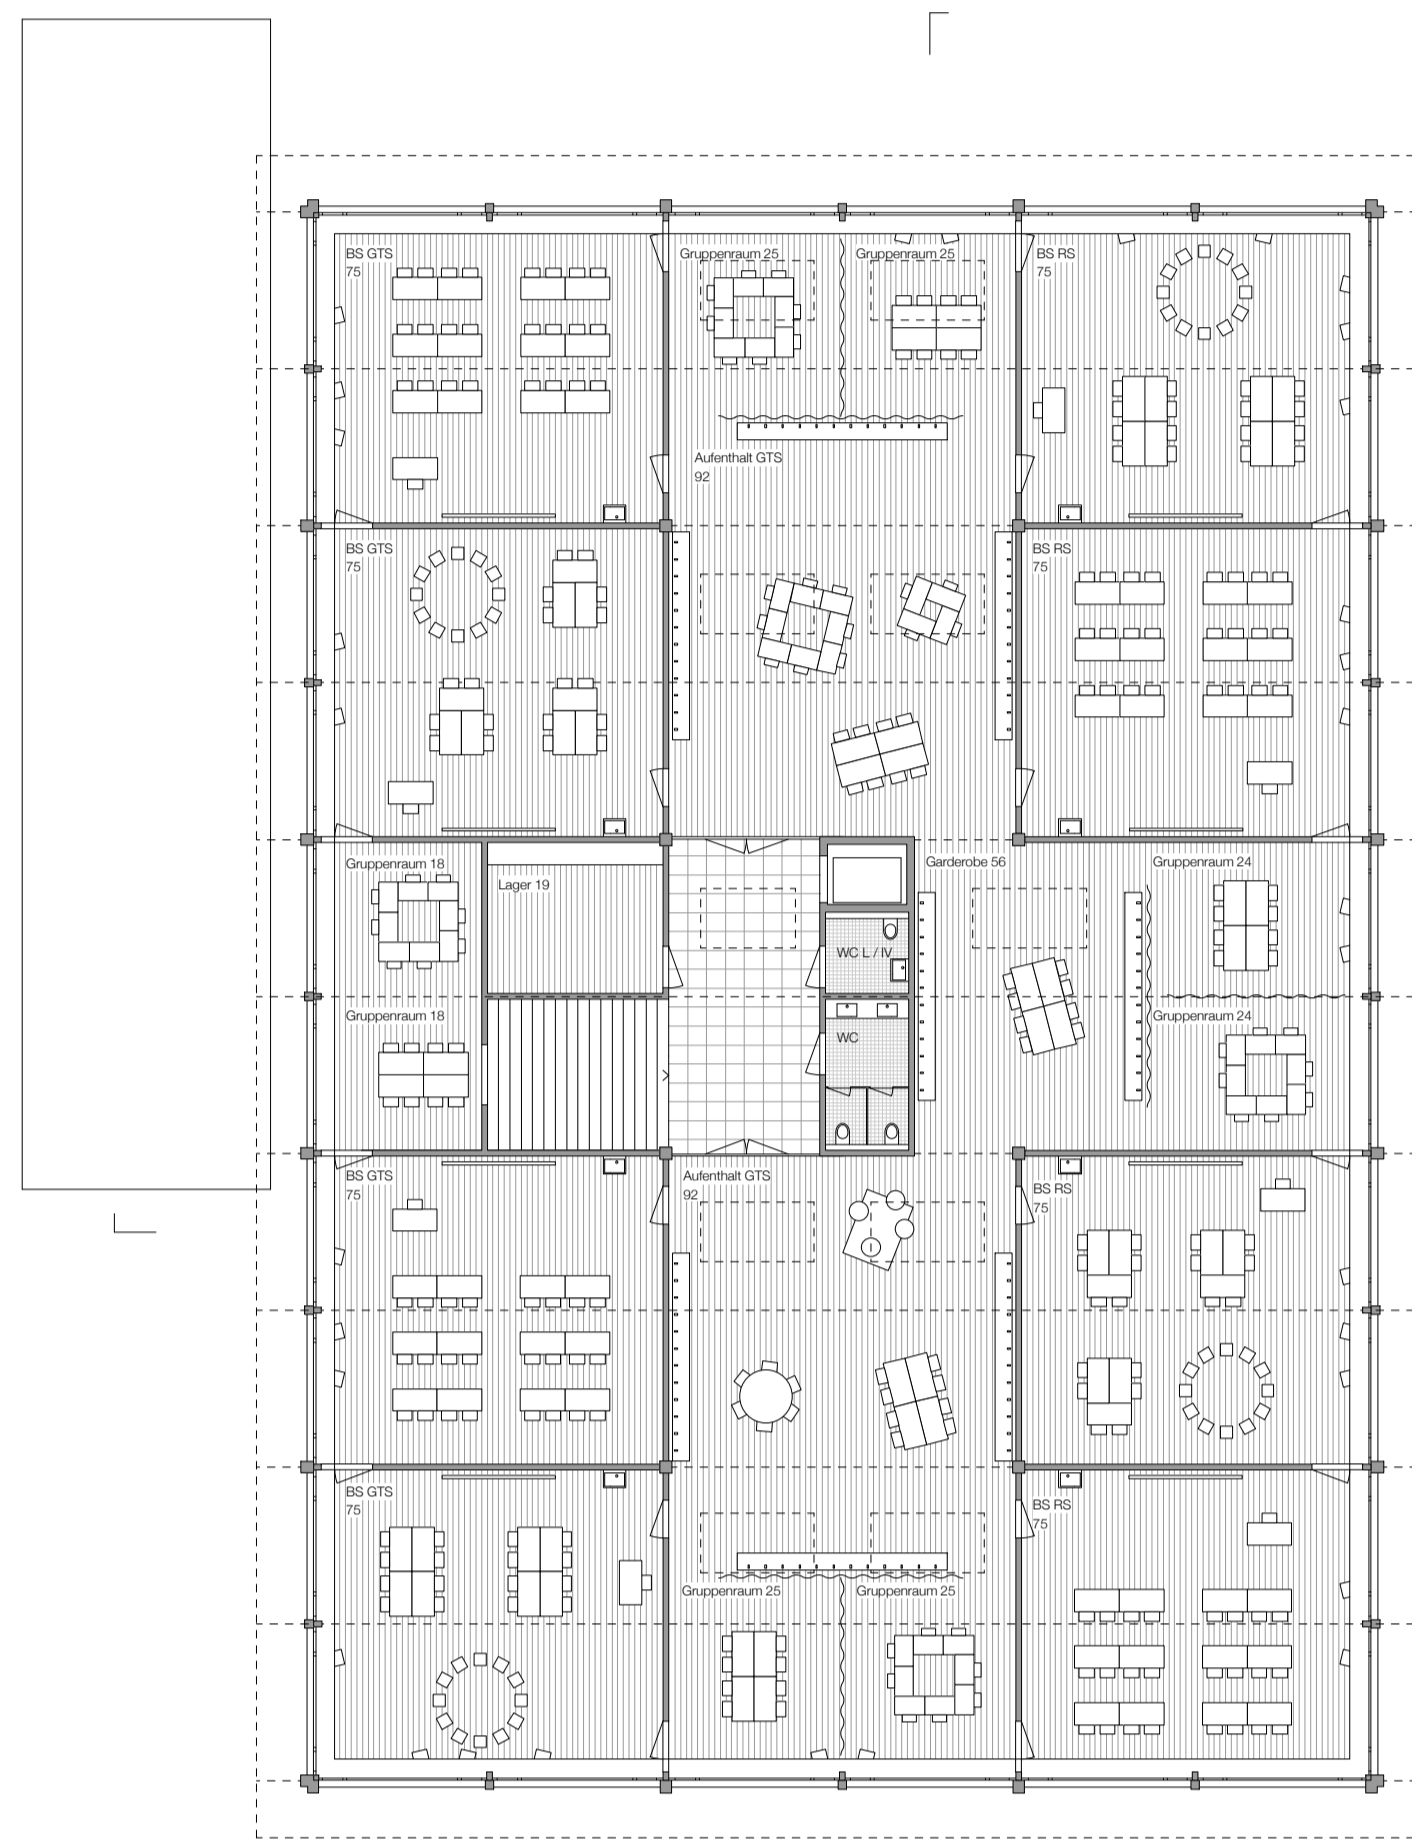 BS GTS
75
Gruppenraum 25
Gruppenraum 25
BS RS
75
Aufenthalt GTS
92
BS GTS
75
BS RS
75
Gruppenraum 18
Lager 19
Garderobe 56
Gruppenraum 24
WC L / IV
Gruppenraum 18
WC
Gruppenraum 24
BS GTS
75
Aufenthalt GTS
92
BS RS
75
BS GTS
75
BS RS
75
Gruppenraum 25
Gruppenraum 25